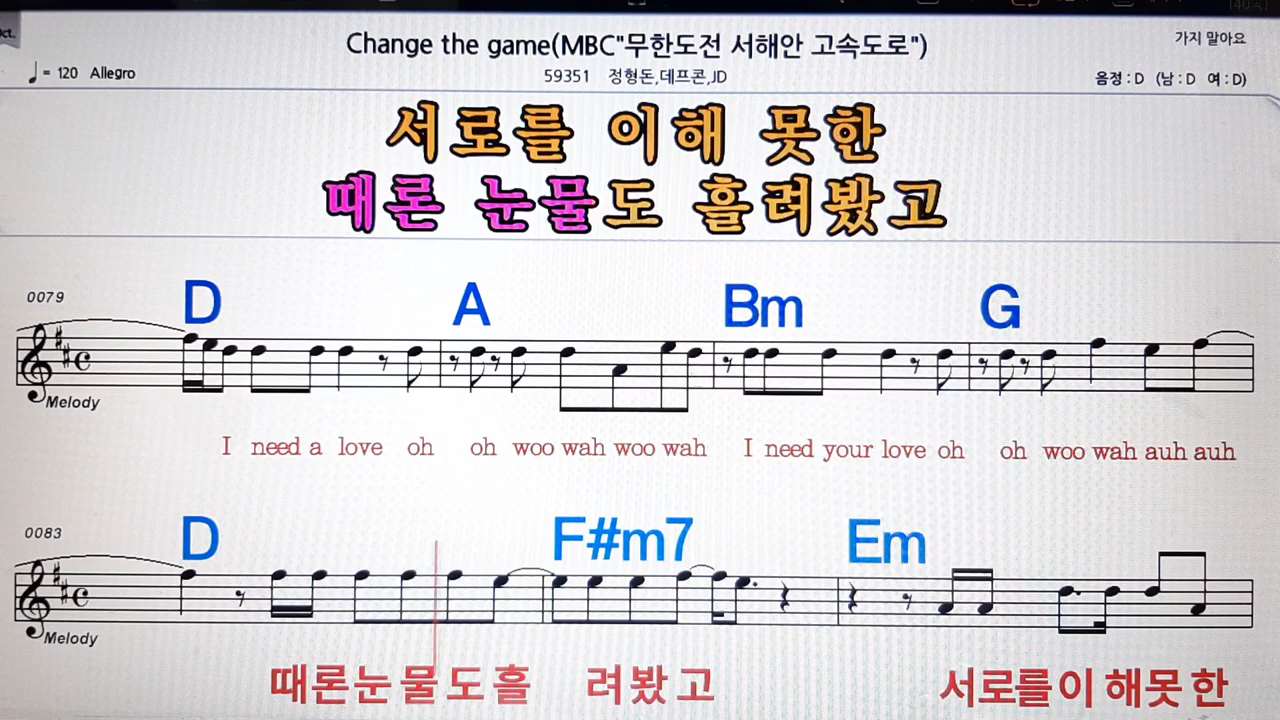 Change the game(MBC"무한도전 서해안 고속도로")
가지 말아요
♩= 120 Allegro
59351 정형돈,데프콘,JD
음정 : D (남 : D 여 : D)
서로를 이해 못한
때론 눈물도 흘려봤고
0079
D A Bm G
Melody
I need a love oh oh woo wah woo wah I need your love oh oh woo wah auh auh
0083
D F#m7 Em
Melody
때론눈물도흘 려봤고 서로를이해못한